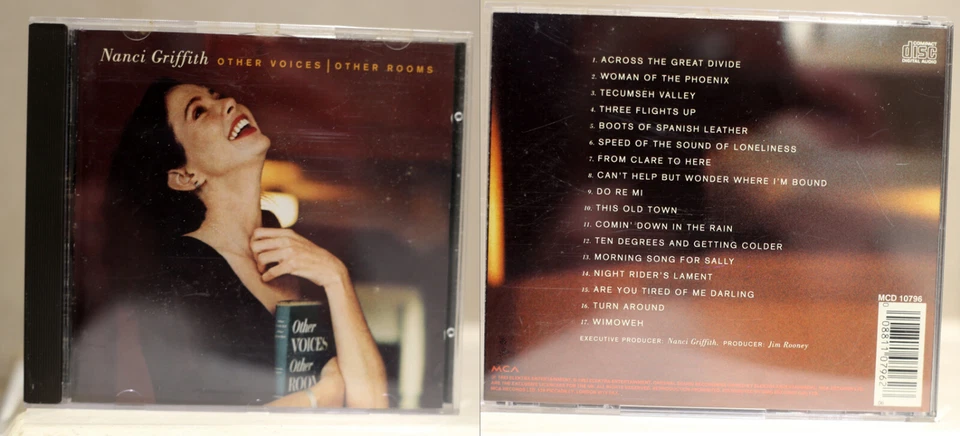 Nanci Griffith OTHER VOICES | OTHER ROOMS
Other
VOICES
Other
ROOM
COMPACT
disc
DIGITAL AUDIO
1. ACROSS THE GREAT DIVIDE
2. WOMAN OF THE PHOENIX
3. TECUMSEH VALLEY
4. THREE FLIGHTS UP
5. BOOTS OF SPANISH LEATHER
6. SPEED OF THE SOUND OF LONELINESS
7. FROM CLARE TO HERE
8. CAN'T HELP BUT WONDER WHERE I'M BOUND
9. DO RE MI
10. THIS OLD TOWN
11. COMIN' DOWN IN THE RAIN
12. TEN DEGREES AND GETTING COLDER
13. MORNING SONG FOR SALLY
14. NIGHT RIDER'S LAMENT
15. ARE YOU TIRED OF ME DARLING
16. TURN AROUND
17. WIMOWEH
EXECUTIVE PRODUCER: Nanci Griffith, PRODUCER: Jim Rooney
MCD 10796
0 08811 07962
MCA